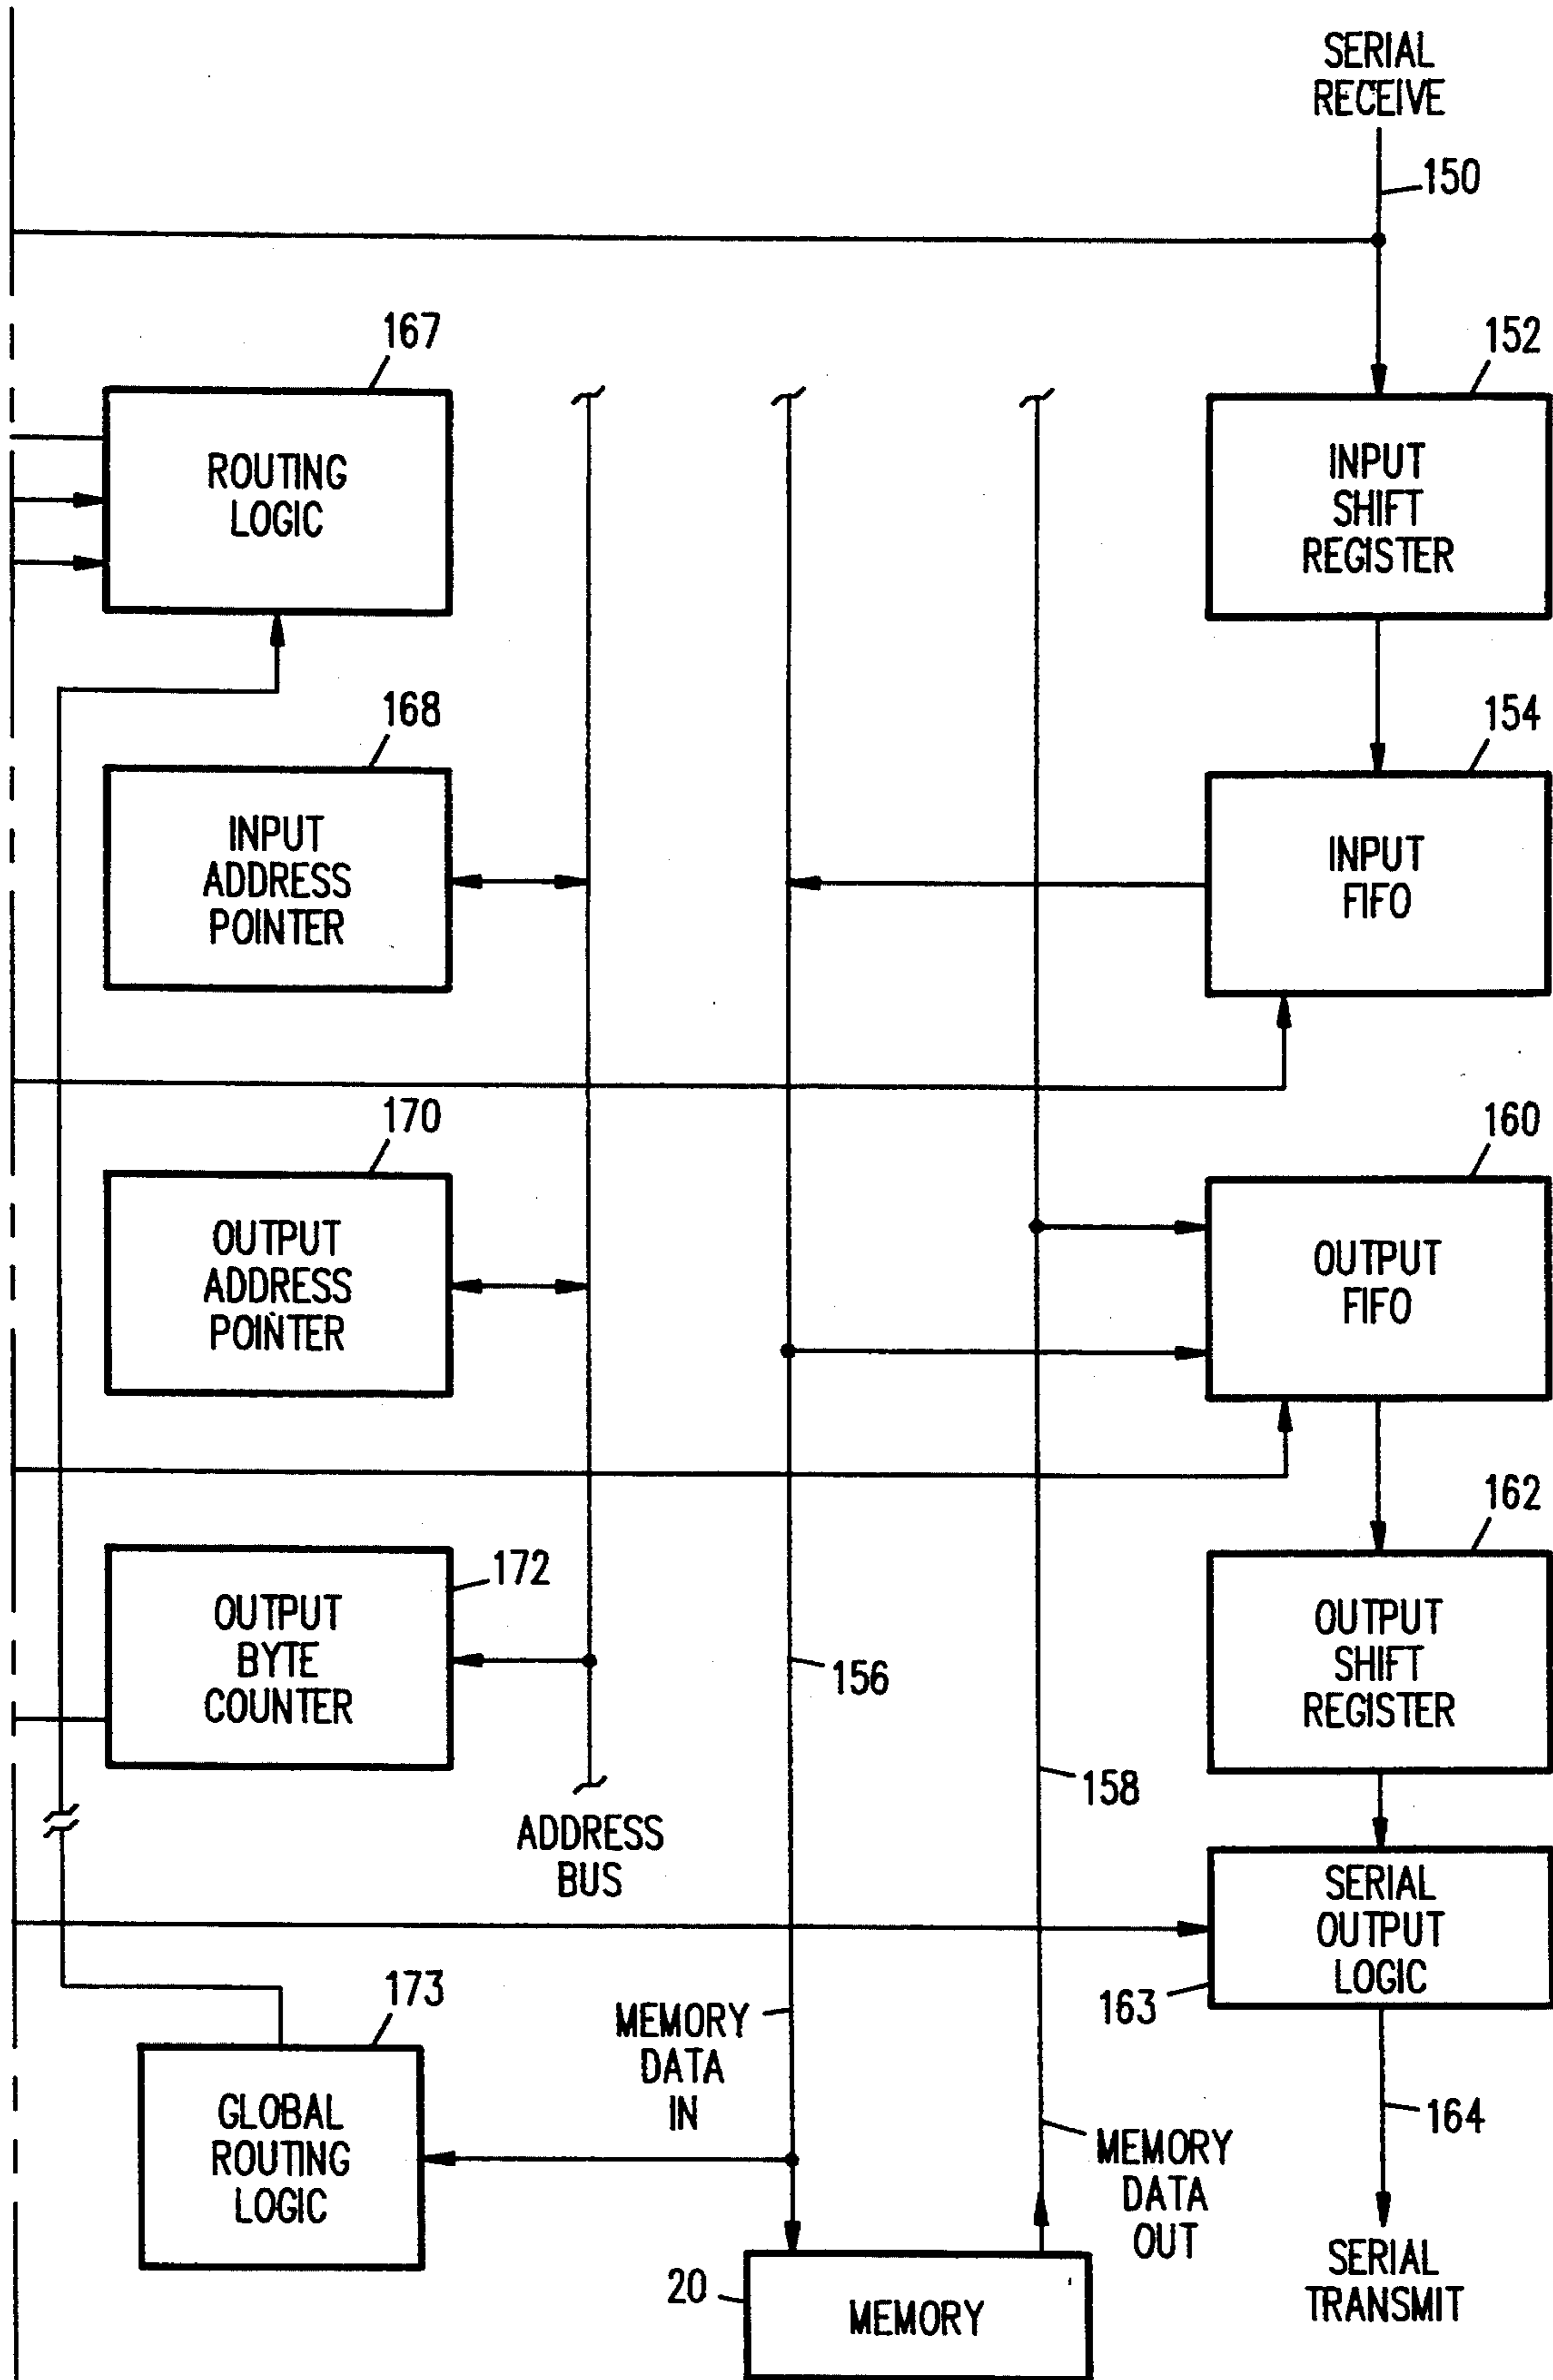 SERIAL
RECEIVE
150
167
152
ROUTING
LOGIC
INPUT
SHIFT
REGISTER
168
154
INPUT
ADDRESS
POINTER
INPUT
FIFO
170
160
OUTPUT
ADDRESS
POINTER
OUTPUT
FIFO
162
172
OUTPUT
BYTE
COUNTER
OUTPUT
SHIFT
REGISTER
156
158
ADDRESS
BUS
SERIAL
OUTPUT
LOGIC
163
173
MEMORY
DATA
IN
GLOBAL
ROUTING
LOGIC
164
MEMORY
DATA
OUT
20
MEMORY
SERIAL
TRANSMIT